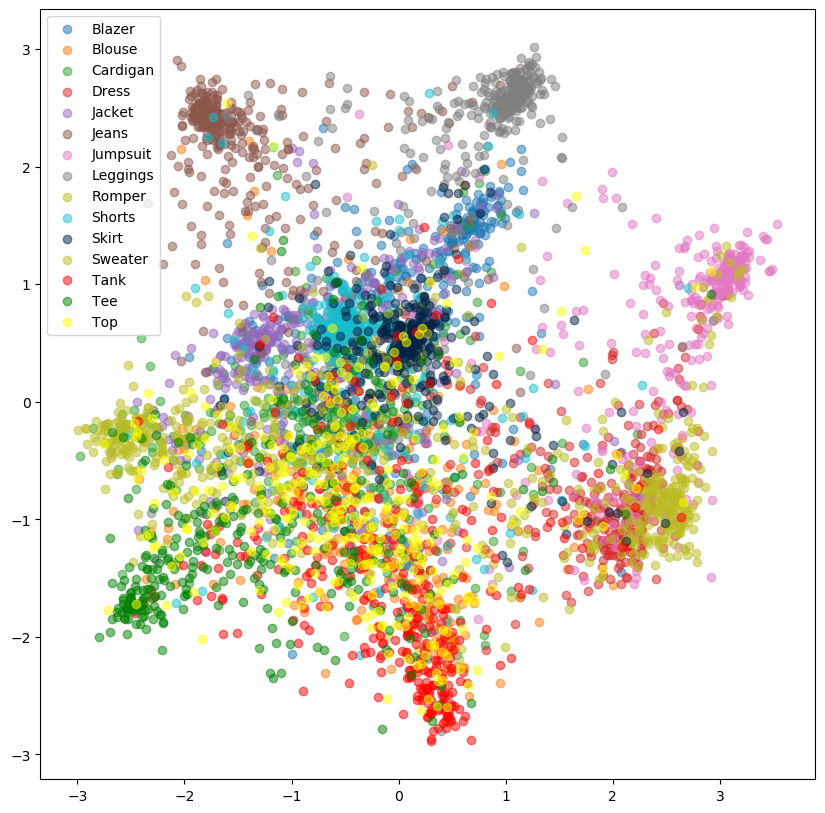 Blazer
Blouse
Cardigan
Dress
Jacket
Jeans
Jumpsuit
Leggings
Romper
Shorts
Skirt
Sweater
Tank
Tee
Top
3
2
1
0
−1
−2
−3
−3 −2 −1 0 1 2 3